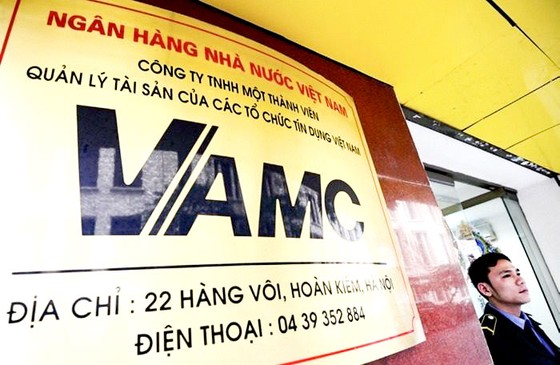 NGÂN HÀNG NHÀ NƯỚC VIỆT NAM
CÔNG TY TNHH MỘT THÀNH VIÊN
QUẢN LÝ TÀI SẢN CỦA CÁC TỔ CHỨC TÍN DỤNG VIỆT NAM
VAMC
ĐỊA CHỈ : 22 HÀNG VÔI, HOÀN KIẾM, HÀ NỘI
ĐIỆN THOẠI : 04 39 352 884